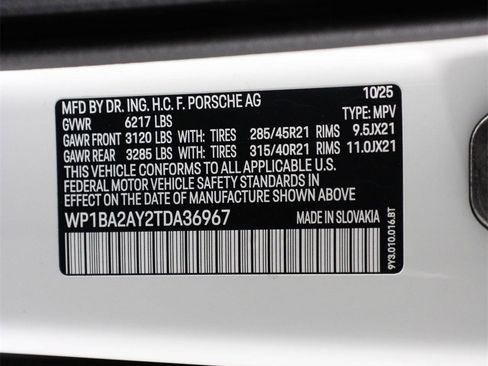 MFD BY DR. ING. H.C. F. PORSCHE AG 10/25
GVWR 6217 LBS TYPE: MPV
GAWR FRONT 3120 LBS WITH: TIRES 285/45R21 RIMS 9.5JX21
GAWR REAR 3285 LBS WITH: TIRES 315/40R21 RIMS 11.0JX21
THIS VEHICLE CONFORMS TO ALL APPLICABLE U.S.
FEDERAL MOTOR VEHICLE SAFETY STANDARDS IN
EFFECT ON THE DATE OF MANUFACTURE SHOWN ABOVE
WP1BA2AY2TDA36967 MADE IN SLOVAKIA
9Y3.010.016.BT